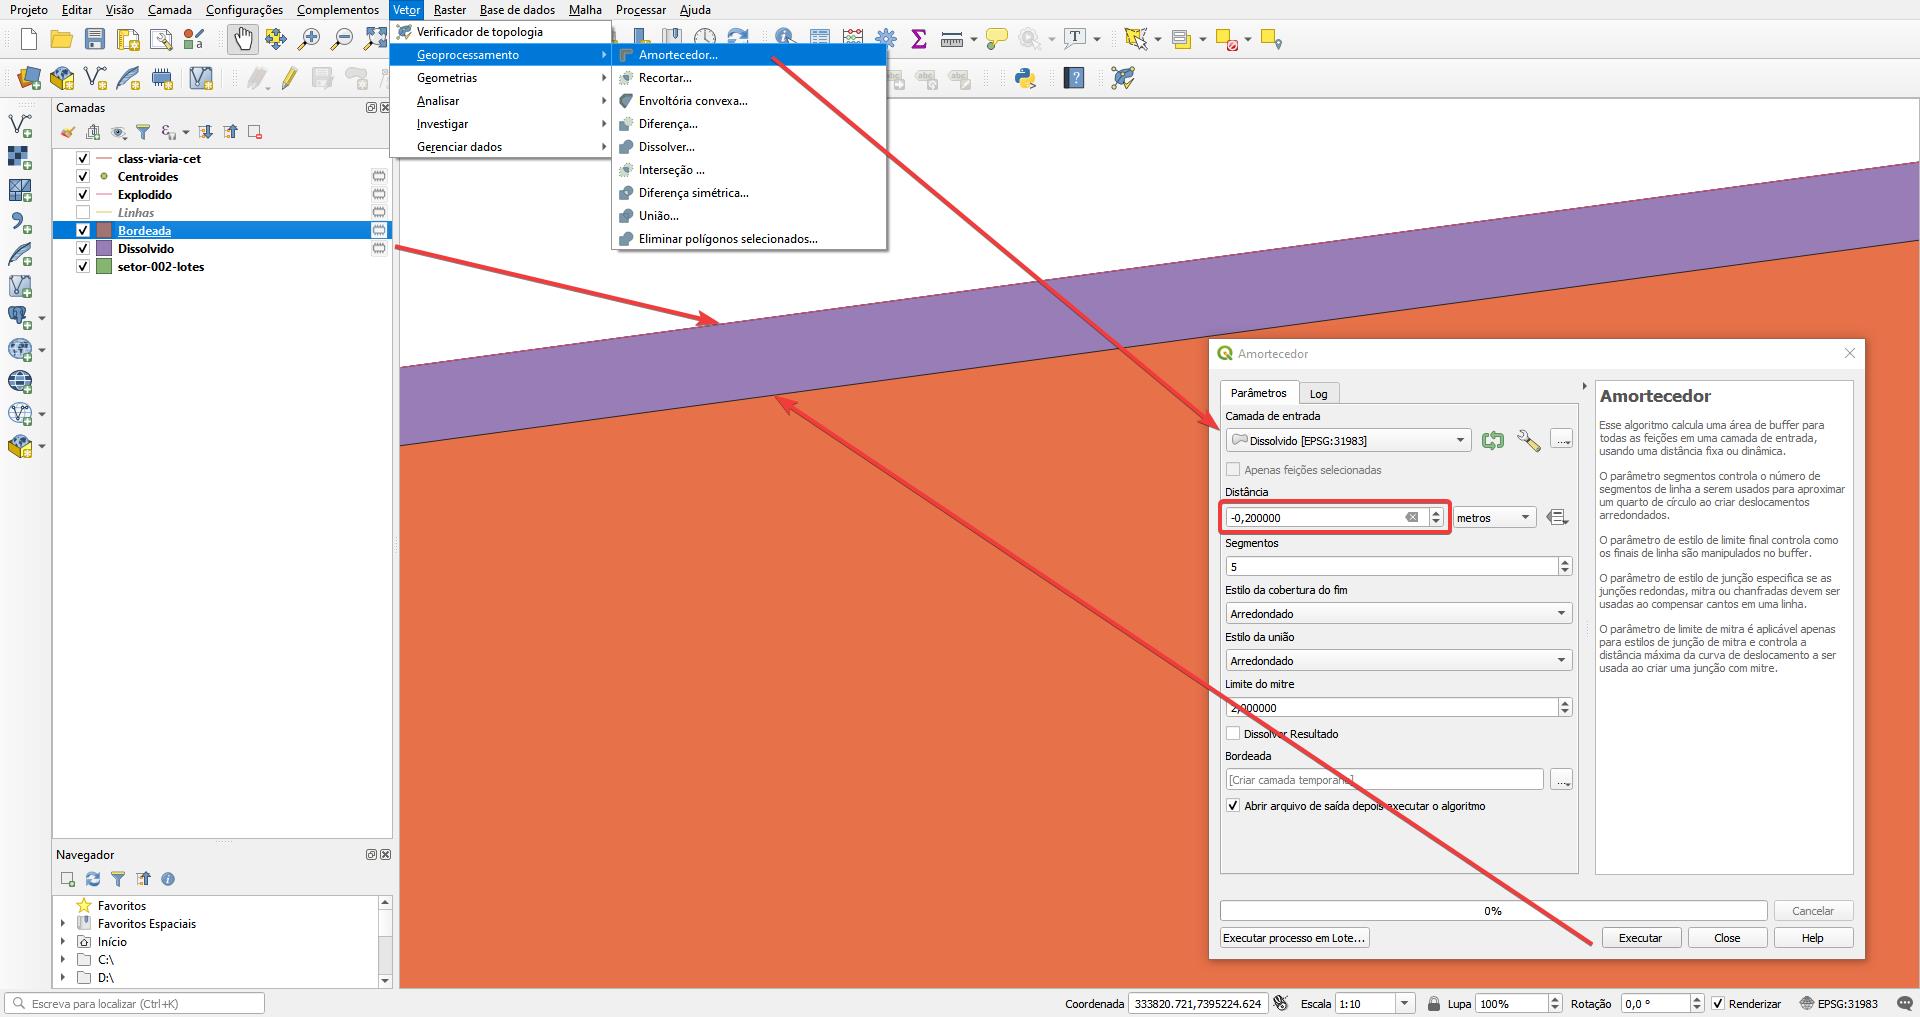 Projeto Editar Visão Camada Configurações Complementos Vetor Raster Base de dados Malha Processar Ajuda
Verificador de topologia
Geoprocessamento
Geometrias
Analisar
Investigar
Gerenciar dados
Amortecedor...
Recortar...
Envoltória convexa...
Diferença...
Dissolver...
Interseção ...
Diferença simétrica...
União...
Eliminar polígonos selecionados...
Camadas
class-viaria-cet
Centroides
Explodido
Linhas
Bordeada
Dissolvido
setor-002-lotes
Amortecedor
Parâmetros Log
Camada de entrada
Dissolvido [EPSG:31983]
Apenas feições selecionadas
Distância
-0,200000 metros
Segmentos
5
Estilo da cobertura do fim
Arredondado
Estilo da união
Arredondado
Limite do mitre
2,000000
Dissolver Resultado
Bordeada
[Criar camada temporaria]
Abrir arquivo de saída depois executar o algoritmo
Amortecedor
Esse algoritmo calcula uma área de buffer para
todas as feições em uma camada de entrada,
usando uma distância fixa ou dinâmica.
O parâmetro segmentos controla o número de
segmentos de linha a serem usados para aproximar
um quarto de círculo ao criar deslocamentos
arredondados.
O parâmetro de estilo de limite final controla como
os finais de linha são manipulados no buffer.
O parâmetro de estilo de junção especifica se as
junções redondas, mitra ou chanfradas devem ser
usadas ao compensar cantos em uma linha.
O parâmetro de limite de mitra é aplicável apenas
para estilos de junção de mitra e controla a
distância máxima da curva de deslocamento a ser
usada ao criar uma junção com mitre.
0%
Cancelar
Executar processo em Lote...
Executar
Close
Help
Navegador
Favoritos
Favoritos Espaciais
Início
C:\
D:\
Escreva para localizar (Ctrl+K)
Coordenada 333820.721,7395224.624 Escala 1:10 Lupa 100% Rotação 0,0 ° Renderizar EPSG:31983